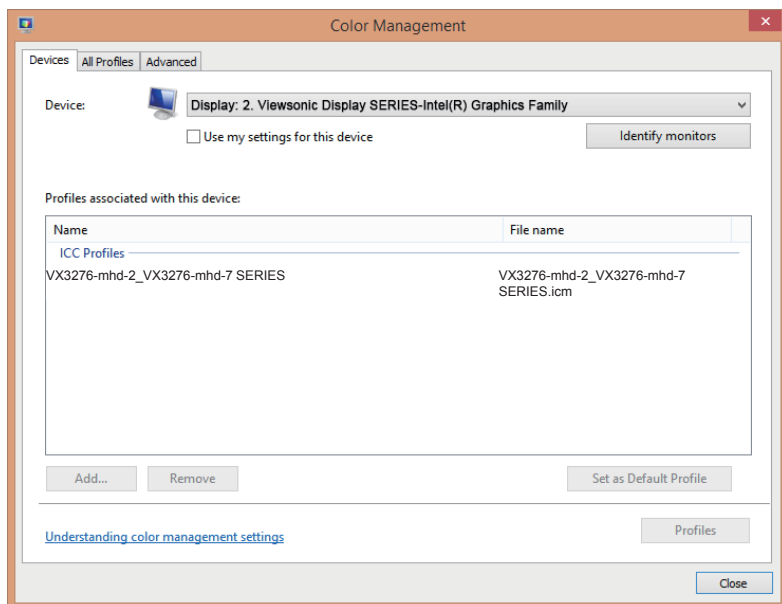 Color Management
Devices All Profiles Advanced
Device: Display: 2. Viewsonic Display SERIES-Intel(R) Graphics Family
Use my settings for this device Identify monitors
Profiles associated with this device:
Name File name
ICC Profiles
VX3276-mhd-2_VX3276-mhd-7 SERIES VX3276-mhd-2_VX3276-mhd-7
SERIES.icm
Add... Remove Set as Default Profile
Understanding color management settings Profiles
Close